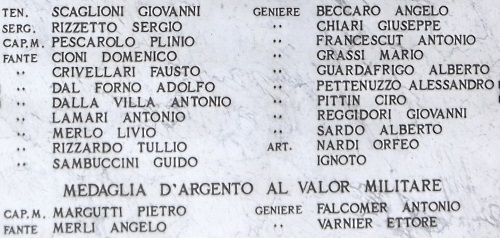 TEN. SCAGLIONI GIOVANNI GENIERE BECCARO ANGELO
SERG. RIZZETTO SERGIO " CHIARI GIUSEPPE
CAP.M. PESCAROLO PLINIO " FRANCESCUT ANTONIO
FANTE CIONI DOMENICO " GRASSI MARIO
" CRIVELLARI FAUSTO " GUARDAFRIGO ALBERTO
" DAL FORNO ADOLFO " PETTENUZZO ALESSANDRO
" DALLA VILLA ANTONIO " PITTIN CIRO
" LAMARI ANTONIO " REGGIDORI GIOVANNI
" MERLO LIVIO " SARDO ALBERTO
" RIZZARDO TULLIO ART. NARDI ORFEO
" SAMBUCCINI GUIDO IGNOTO
MEDAGLIA D'ARGENTO AL VALOR MILITARE
CAP.M. MARGUTTI PIETRO GENIERE FALCOMER ANTONIO
FANTE MERLI ANGELO " VARNIER ETTORE